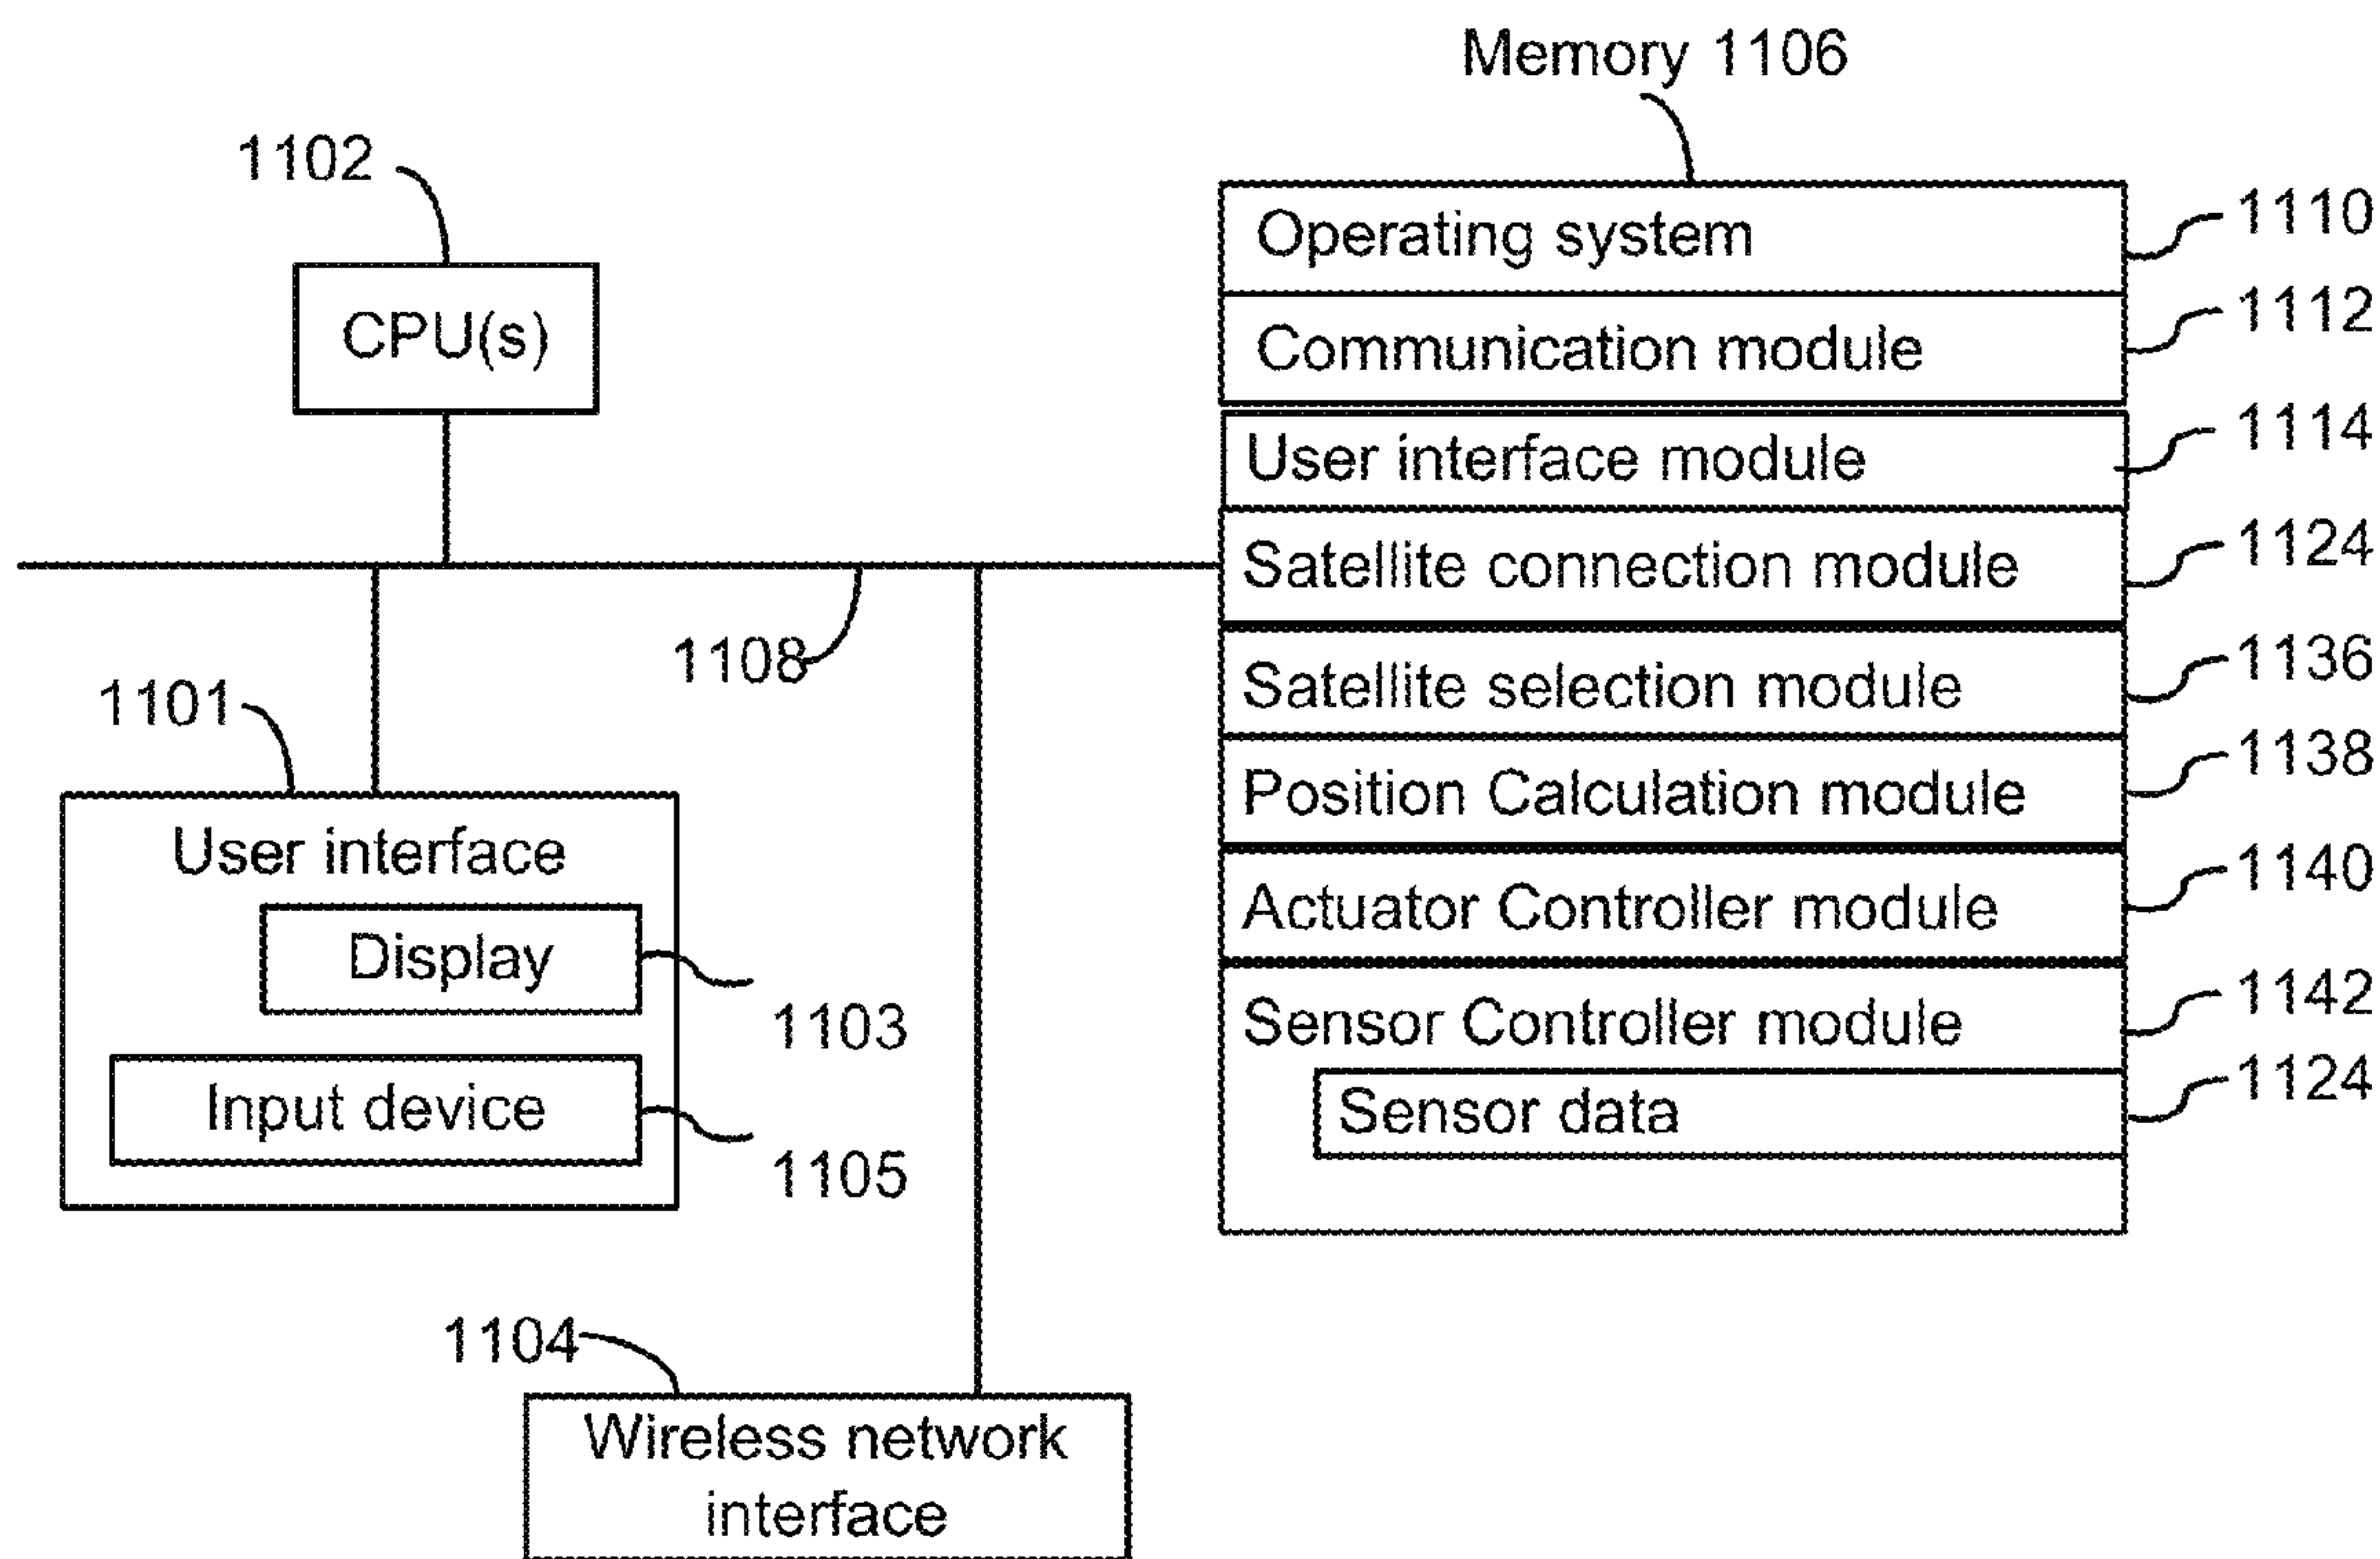 Memory 1106
1102
CPU(s)
1108
1101
User interface
Display
1103
Input device
1105
1104
Wireless network
interface
Operating system
1110
Communication module
1112
User interface module
1114
Satellite connection module
1124
Satellite selection module
1136
Position Calculation module
1138
Actuator Controller module
1140
Sensor Controller module
1142
Sensor data
1124